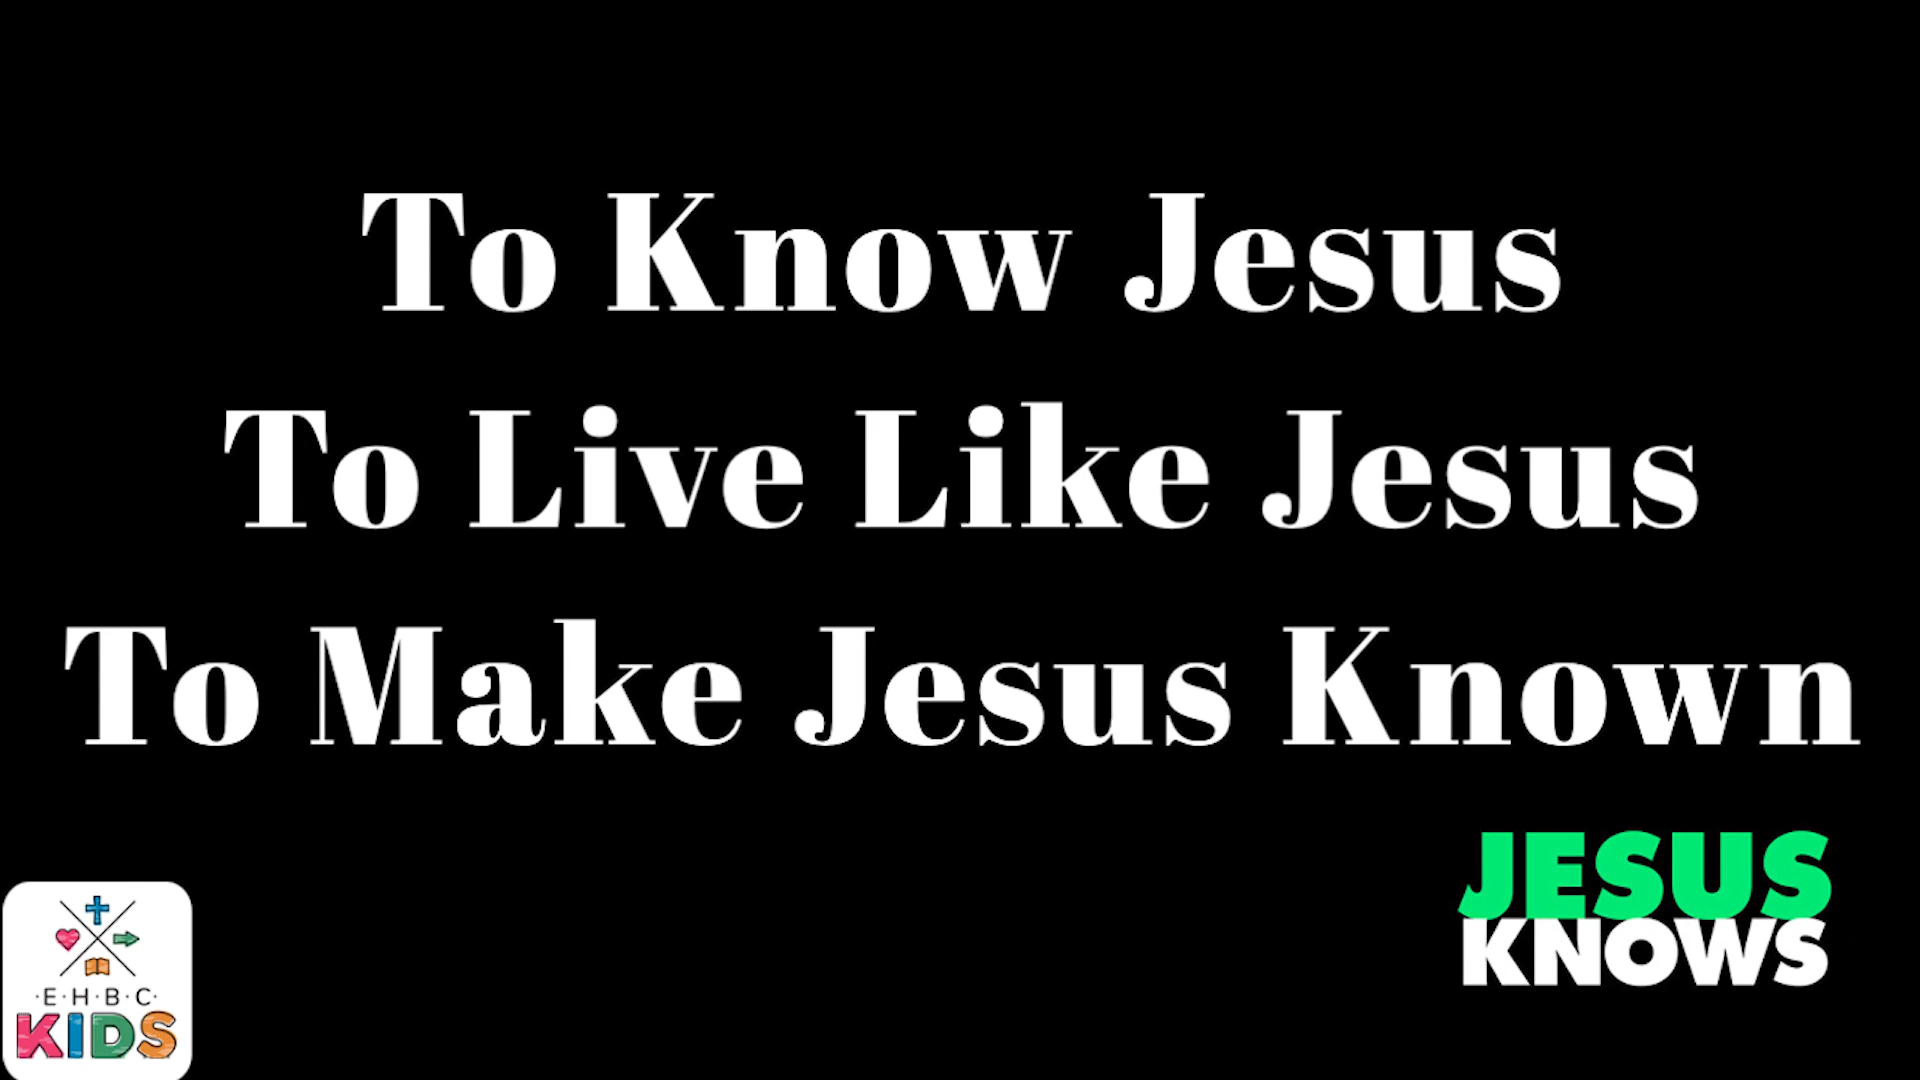 To Know Jesus
To Live Like Jesus
To Make Jesus Known
JESUS
KNOWS
·E·H·B·C·
KIDS